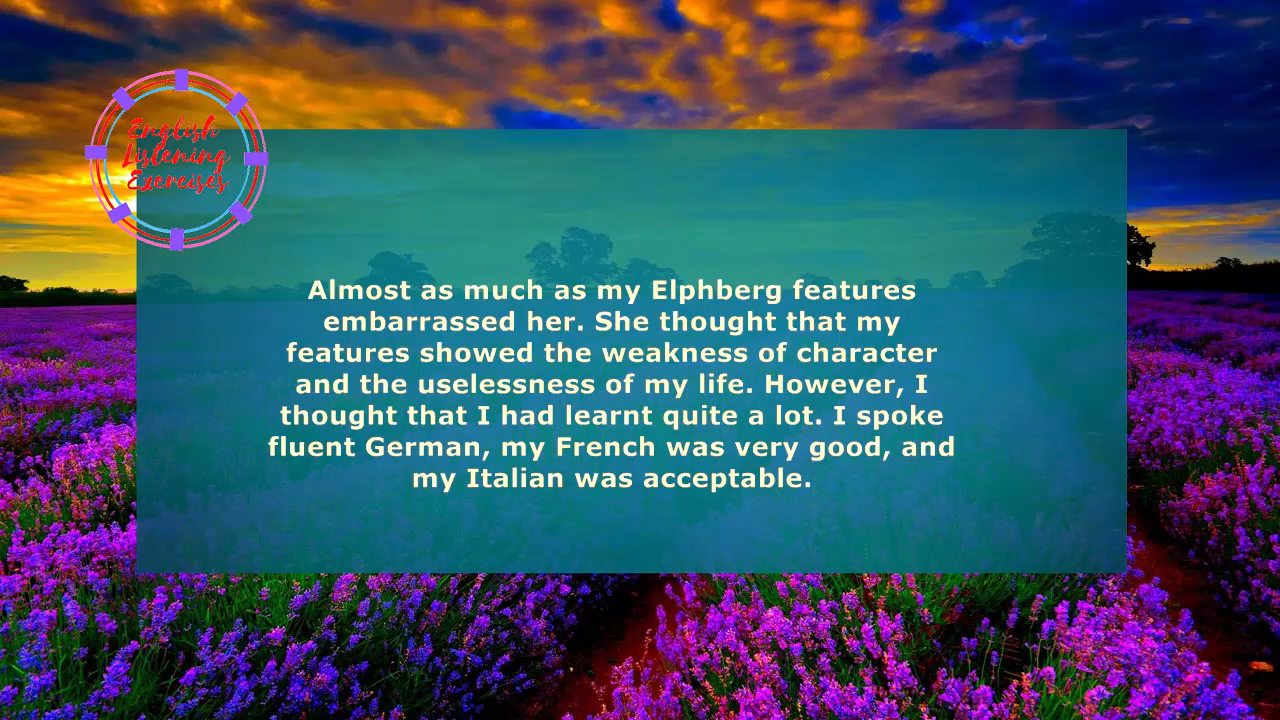 English
Listening
Exercises
Almost as much as my Elphberg features
embarrassed her. She thought that my
features showed the weakness of character
and the uselessness of my life. However, I
thought that I had learnt quite a lot. I spoke
fluent German, my French was very good, and
my Italian was acceptable.